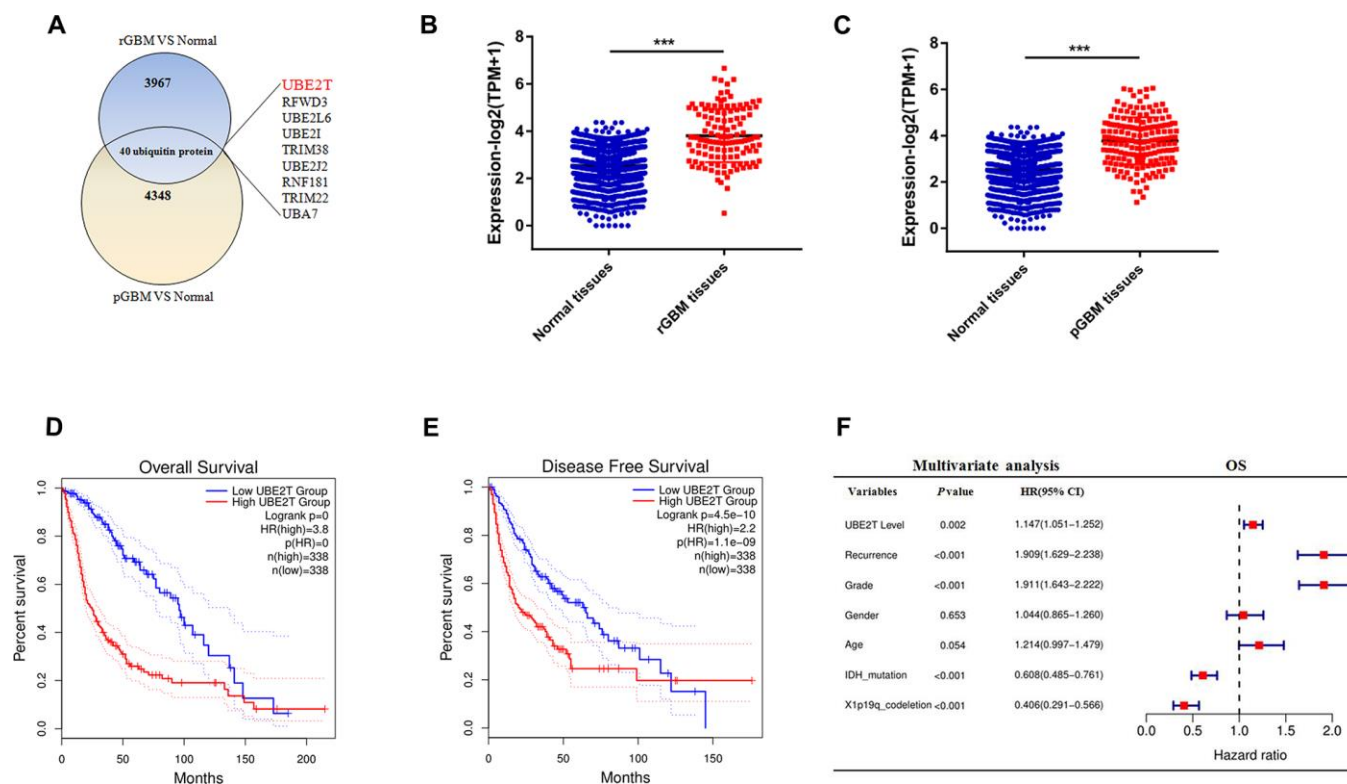 A
rGBM VS Normal
3967
40 ubiquitin protein
4348
pGBM VS Normal
UBE2T
RFWD3
UBE2L6
UBE2I
TRIM38
UBE2J2
RNF181
TRIM22
UBA7
B
Expression-log2(TPM+1)
8
6
4
2
0
***
Normal tissues
rGBM tissues
C
Expression-log2(TPM+1)
8
6
4
2
0
***
Normal tissues
pGBM tissues
D
Overall Survival
Low UBE2T Group
High UBE2T Group
Logrank p=0
HR(high)=3.8
p(HR)=0
n(high)=338
n(low)=338
Percent survival
1.0
0.8
0.6
0.4
0.2
0.0
0 50 100 150 200
Months
E
Disease Free Survival
Low UBE2T Group
High UBE2T Group
Logrank p=4.5e-10
HR(high)=2.2
p(HR)=1.1e-09
n(high)=338
n(low)=338
Percent survival
1.0
0.8
0.6
0.4
0.2
0.0
0 50 100 150
Months
F
Multivariate analysis OS
Variables P value HR(95% CI)
UBE2T Level 0.002 1.147(1.051-1.252)
Recurrence <0.001 1.909(1.629-2.238)
Grade <0.001 1.911(1.643-2.222)
Gender 0.653 1.044(0.865-1.260)
Age 0.054 1.214(0.997-1.479)
IDH_mutation <0.001 0.608(0.485-0.761)
X1p19q_codeletion <0.001 0.406(0.291-0.566)
0.0 0.5 1.0 1.5 2.0
Hazard ratio